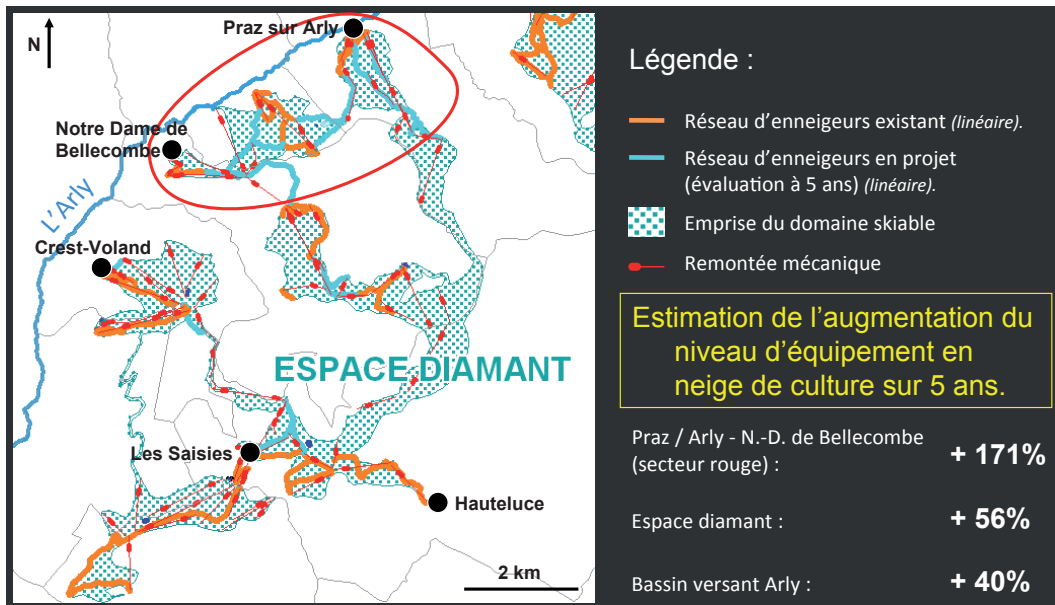 Praz sur Arly
N
Notre Dame de
Bellecombe
L'Arly
Crest-Voland
ESPACE DIAMANT
Les Saisies
Hauteluce
2 km
Légende :
Réseau d'enneigeurs existant (linéaire).
Réseau d'enneigeurs en projet
(évaluation à 5 ans) (linéaire).
Emprise du domaine skiable
Remontée mécanique
Estimation de l'augmentation du
niveau d'équipement en
neige de culture sur 5 ans.
Praz / Arly - N.-D. de Bellecombe
(secteur rouge) : + 171%
Espace diamant : + 56%
Bassin versant Arly : + 40%